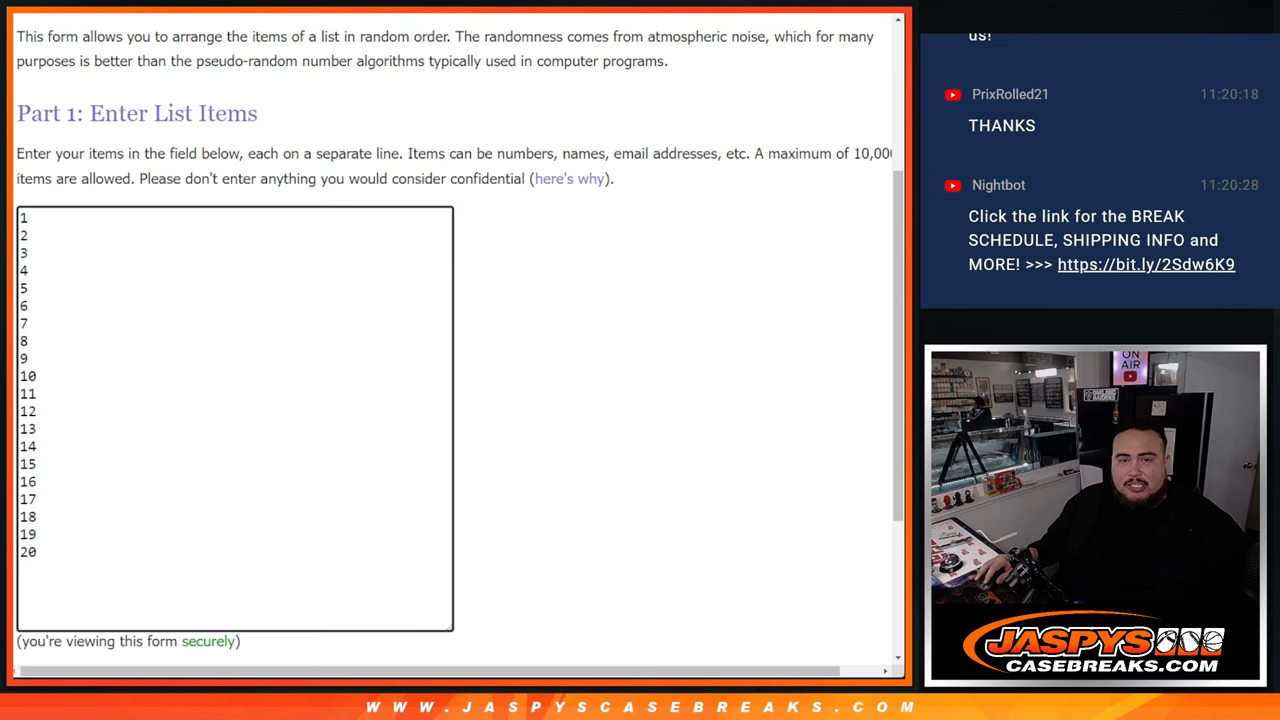 This form allows you to arrange the items of a list in random order. The randomness comes from atmospheric noise, which for many
purposes is better than the pseudo-random number algorithms typically used in computer programs.
Part 1: Enter List Items
Enter your items in the field below, each on a separate line. Items can be numbers, names, email addresses, etc. A maximum of 10,000
items are allowed. Please don't enter anything you would consider confidential (here's why).
1
2
3
4
5
6
7
8
9
10
11
12
13
14
15
16
17
18
19
20
(you're viewing this form securely)
us!
PrixRolled21 11:20:18
THANKS
Nightbot 11:20:28
Click the link for the BREAK
SCHEDULE, SHIPPING INFO and
MORE! >>> https://bit.ly/2Sdw6K9
ON
AIR
JASPYS
CASEBREAKS.COM
WWW.JASPYSCASEBREAKS.COM